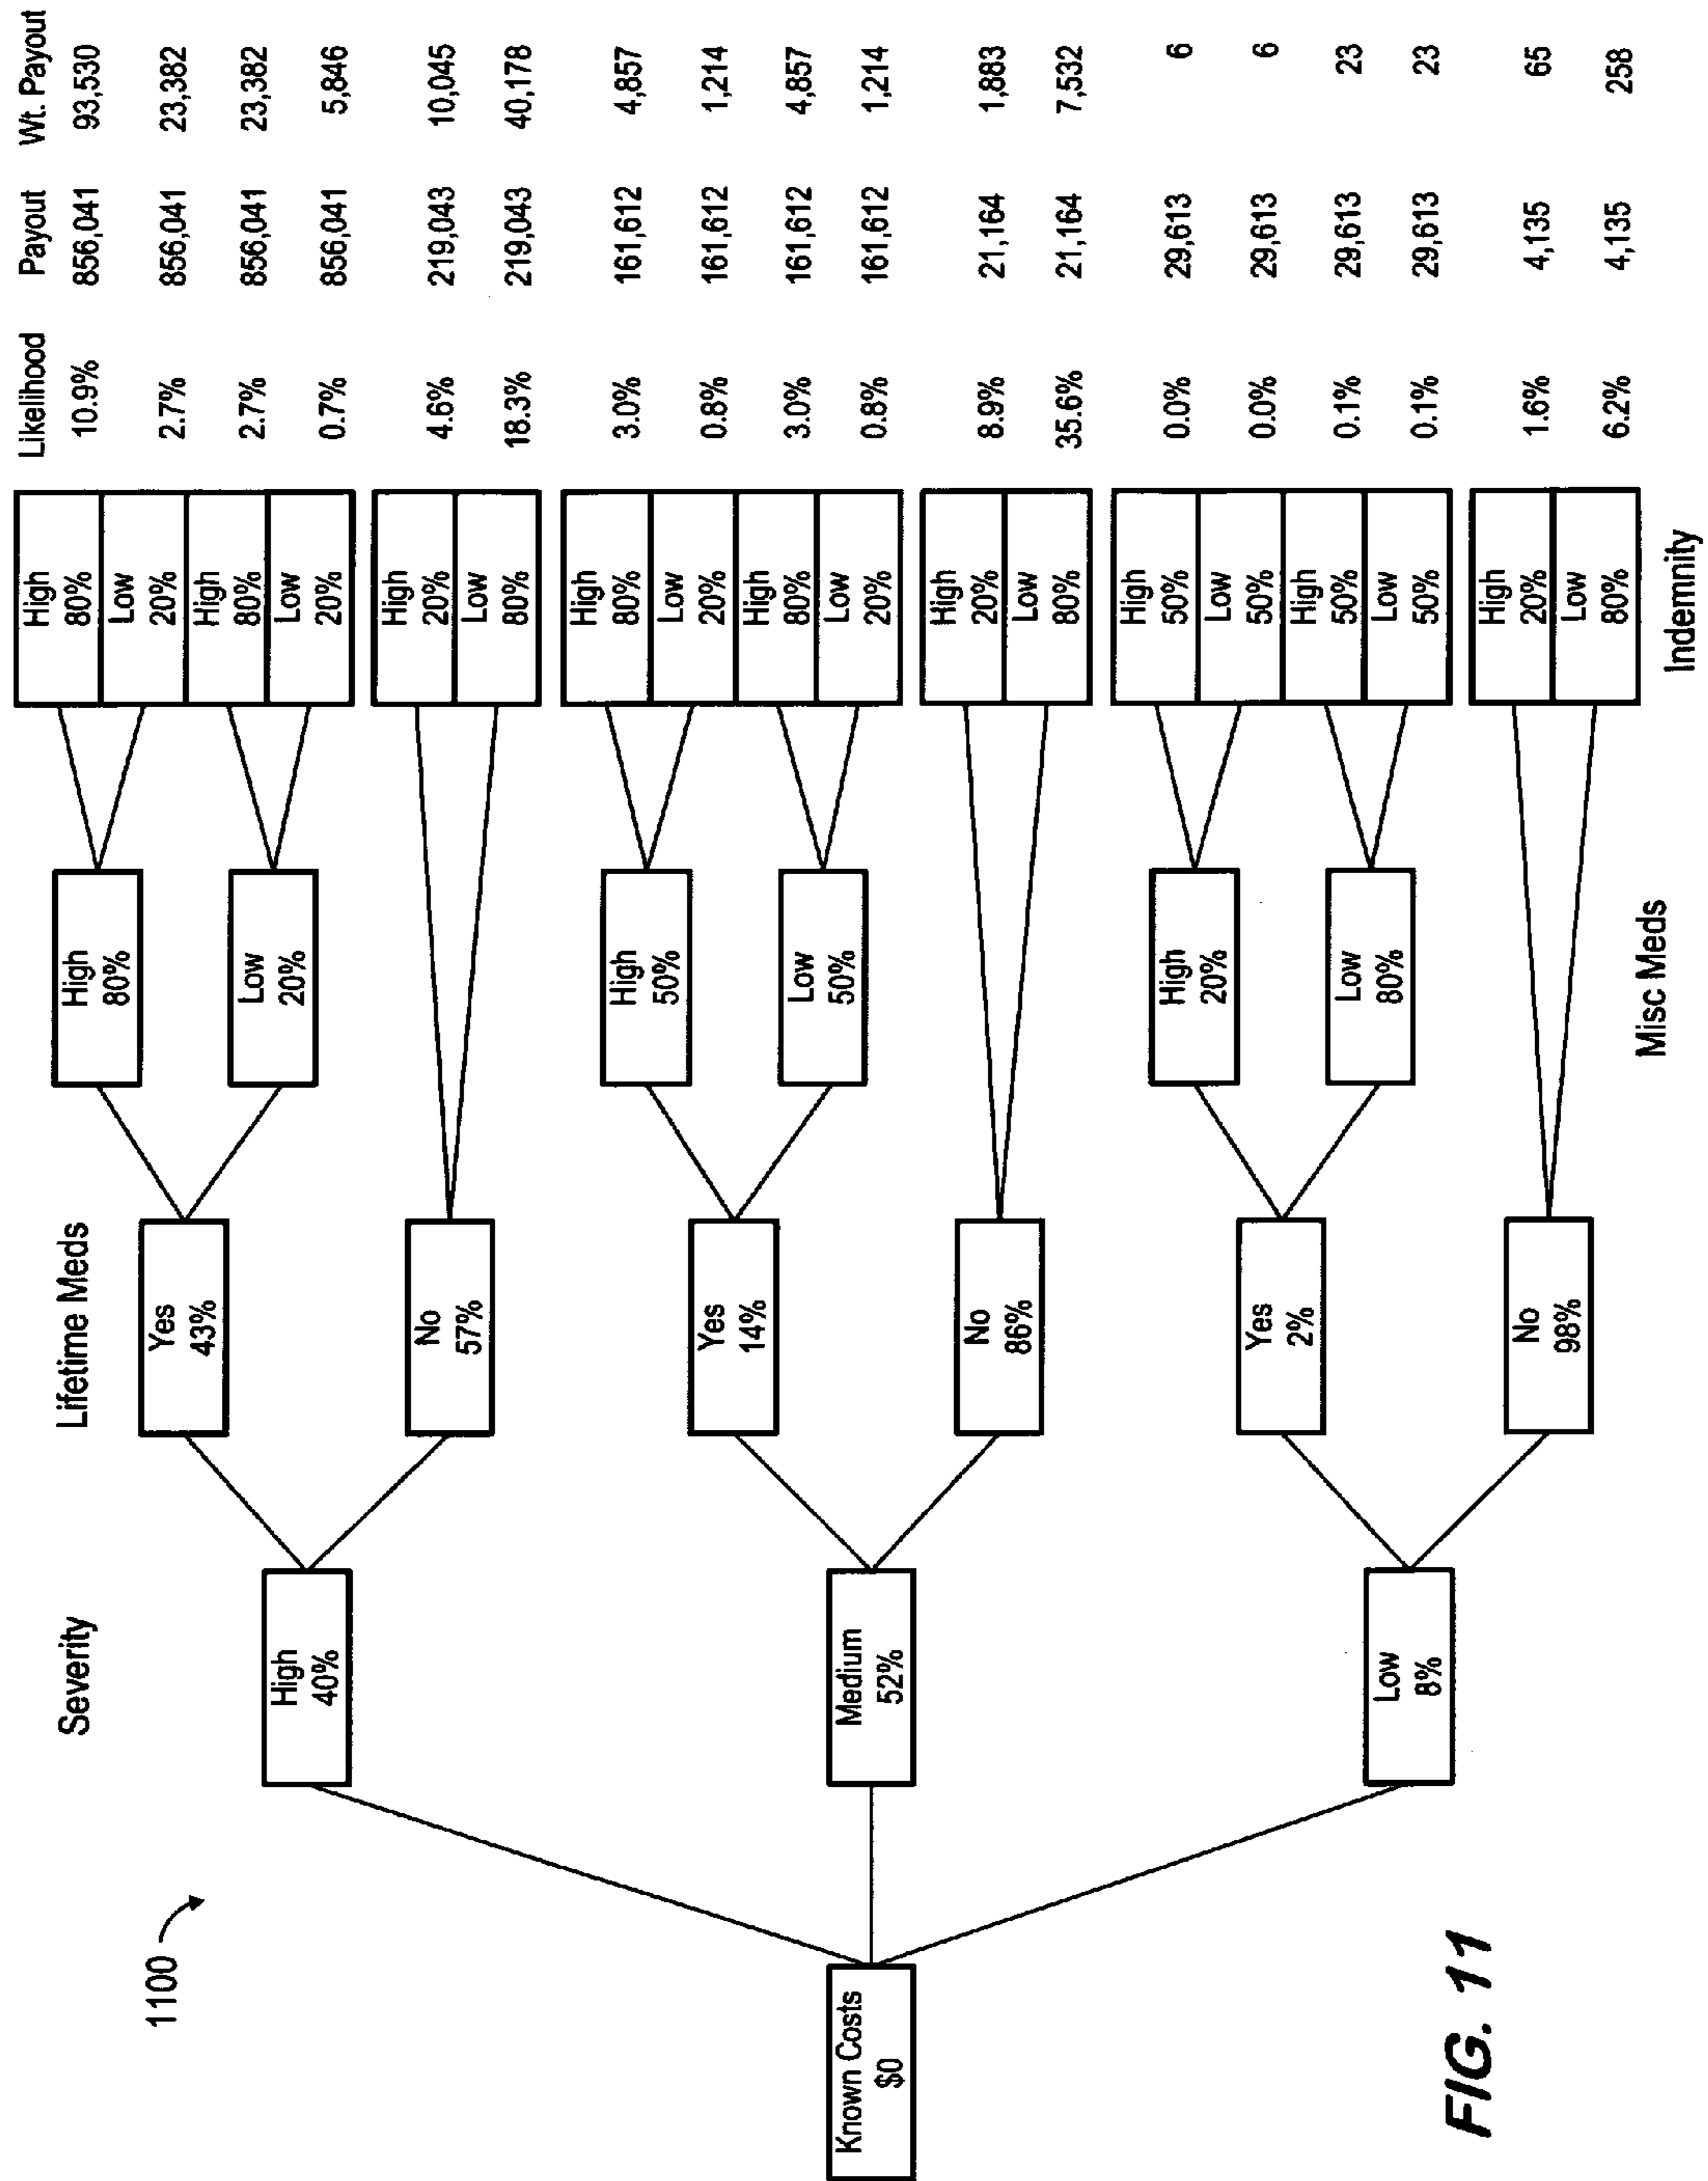 1100
Severity
Lifetime Meds
Likelihood
Payout
Wt. Payout
Known Costs
$0
High
40%
Yes
43%
High
80%
High
80%
10.9%
856,041
93,530
Low
20%
2.7%
856,041
23,382
Low
20%
High
80%
2.7%
856,041
23,382
Low
20%
0.7%
856,041
5,846
No
57%
High
20%
4.6%
219,043
10,045
Low
80%
18.3%
219,043
40,178
Medium
52%
Yes
14%
High
50%
High
80%
3.0%
161,612
4,857
Low
20%
0.8%
161,612
1,214
Low
50%
High
80%
3.0%
161,612
4,857
Low
20%
0.8%
161,612
1,214
No
86%
High
20%
8.9%
21,164
1,883
Low
80%
35.6%
21,164
7,532
Low
8%
Yes
2%
High
20%
High
50%
0.0%
29,613
6
Low
50%
0.0%
29,613
6
Low
80%
High
50%
0.1%
29,613
23
Low
50%
0.1%
29,613
23
No
98%
High
20%
1.6%
4,135
65
Low
80%
6.2%
4,135
258
Misc Meds
Indemnity
FIG. 11